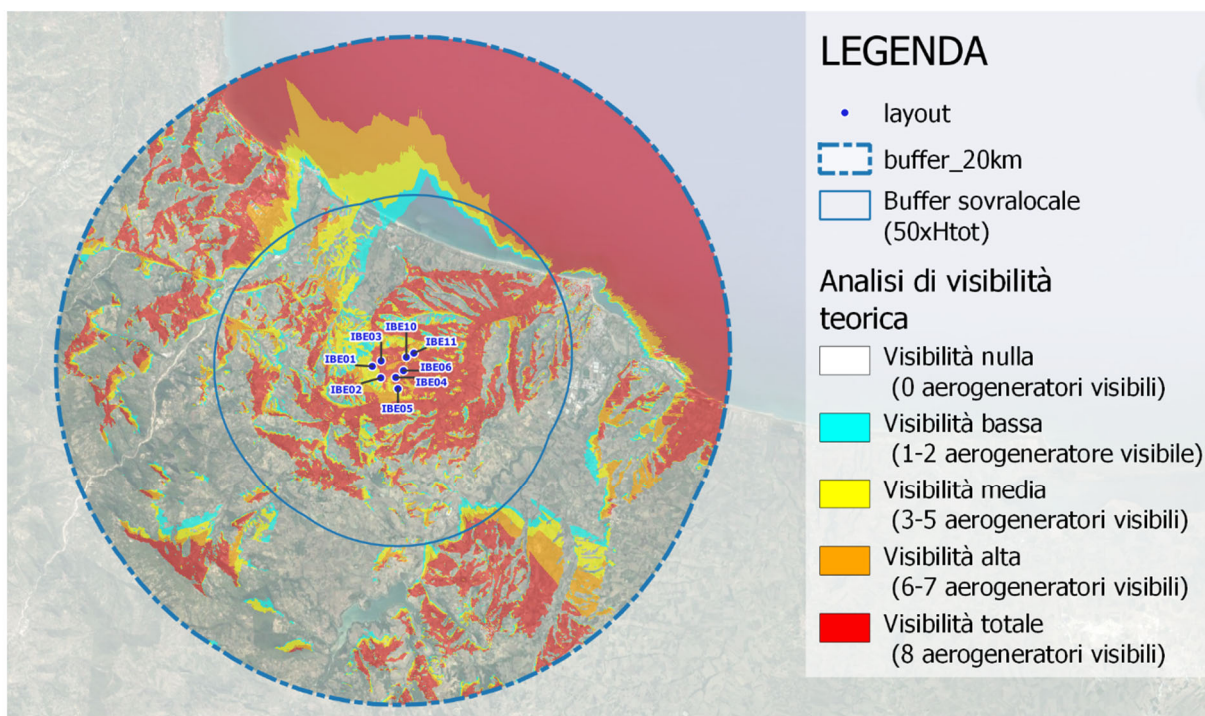 LEGENDA
layout
buffer_20km
Buffer sovralocale
(50xHtot)
Analisi di visibilità
teorica
Visibilità nulla
(0 aerogeneratori visibili)
Visibilità bassa
(1-2 aerogeneratore visibile)
Visibilità media
(3-5 aerogeneratori visibili)
Visibilità alta
(6-7 aerogeneratori visibili)
Visibilità totale
(8 aerogeneratori visibili)
IBE10
IBE03
IBE11
IBE01
IBE06
IBE02
IBE04
IBE05